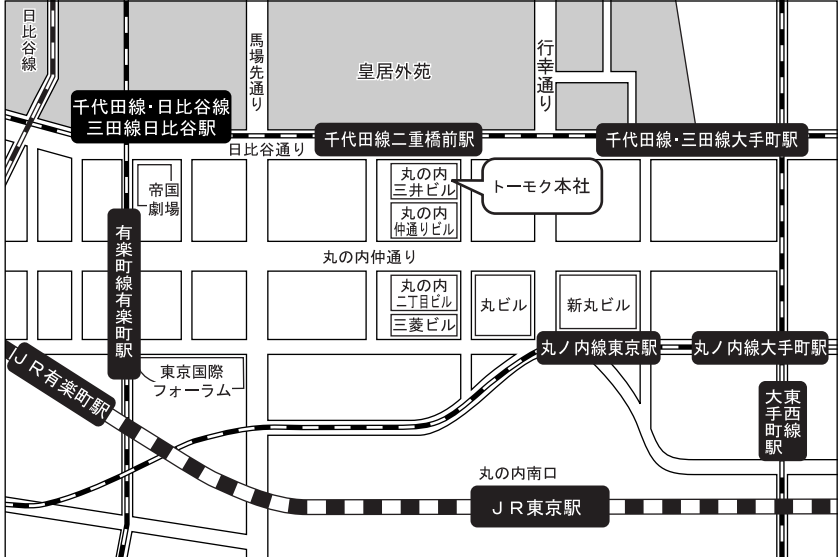 日比谷線
馬場先通り
皇居外苑
行幸通り
千代田線・日比谷線
三田線日比谷駅
日比谷通り
千代田線二重橋前駅
千代田線・三田線大手町駅
帝国
劇場
丸の内
三井ビル
トーモク本社
丸の内
仲通りビル
有楽町線有楽町駅
丸の内仲通り
丸の内
二丁目ビル
三菱ビル
丸ビル
新丸ビル
丸ノ内線東京駅
丸ノ内線大手町駅
JR有楽町駅
東京国際
フォーラム
東西線
大手町駅
丸の内南口
JR東京駅